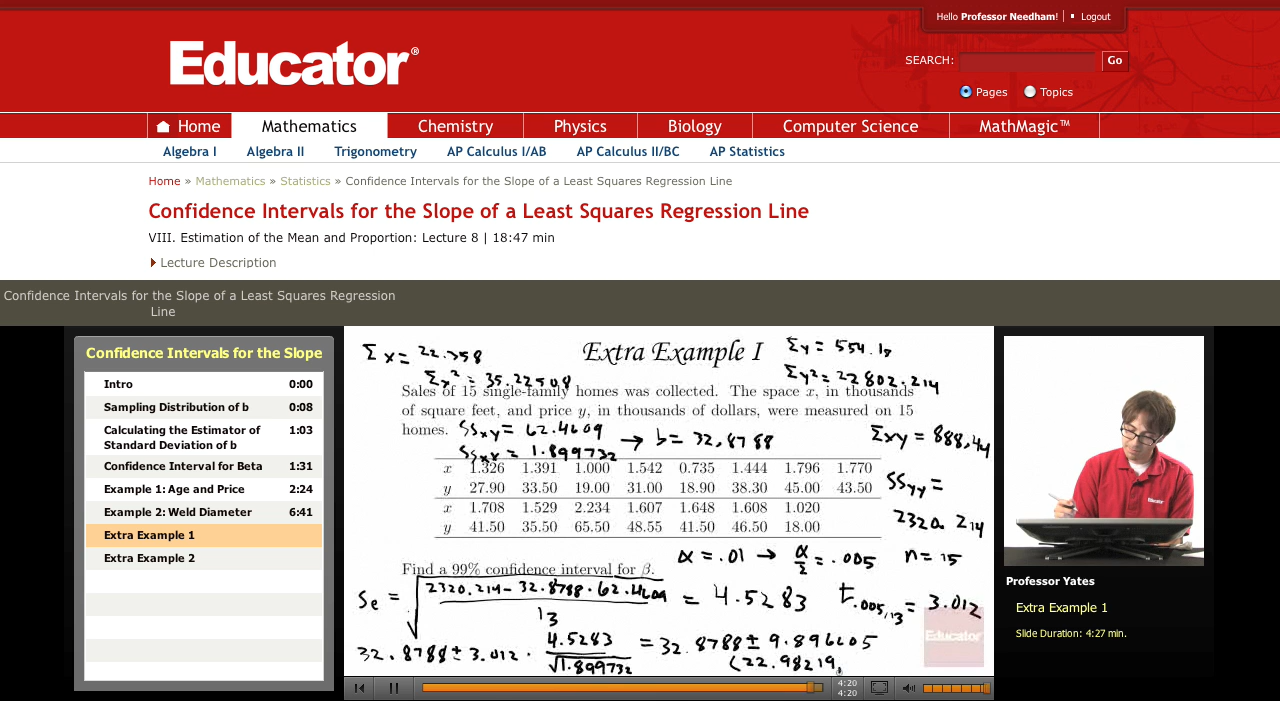 Hello Professor Needham! Logout
Educator®
SEARCH: Go
Pages Topics
Home Mathematics Chemistry Physics Biology Computer Science MathMagic™
Algebra I Algebra II Trigonometry AP Calculus I/AB AP Calculus II/BC AP Statistics
Home » Mathematics » Statistics » Confidence Intervals for the Slope of a Least Squares Regression Line
Confidence Intervals for the Slope of a Least Squares Regression Line
VIII. Estimation of the Mean and Proportion: Lecture 8 | 18:47 min
Lecture Description
Confidence Intervals for the Slope of a Least Squares Regression
Line
Confidence Intervals for the Slope
Intro 0:00
Sampling Distribution of b 0:08
Calculating the Estimator of 1:03
Standard Deviation of b
Confidence Interval for Beta 1:31
Example 1: Age and Price 2:24
Example 2: Weld Diameter 6:41
Extra Example 1
Extra Example 2
Σx = 22.358
Extra Example I
Σy = 554.15
Σx² = 35.22508
Σy² = 22802.214
Sales of 15 single-family homes was collected. The space x, in thousands
of square feet, and price y, in thousands of dollars, were measured on 15
homes.
SSxy = 62.4609
SSxx = 1.899732
→ b = 32.8788
Σxy = 888.44
x 1.326 1.391 1.000 1.542 0.735 1.444 1.796 1.770
y 27.90 33.50 19.00 31.00 18.90 38.30 45.00 43.50
x 1.708 1.529 2.234 1.607 1.648 1.608 1.020
y 41.50 35.50 65.50 48.55 41.50 46.50 18.00
SSyy =
2320.214
α = .01 → α/2 = .005 n = 15
Find a 99% confidence interval for β.
Se = √(2320.214 - 32.8788 · 62.4609 / 13) = 4.5283 t.005,13 = 3.012
32.8788 ± 3.012 · 4.5283/√1.899732 = 32.8788 ± 9.896605
(22.98219,
Educator
4:20
4:20
Educator
Professor Yates
Extra Example 1
Slide Duration: 4:27 min.